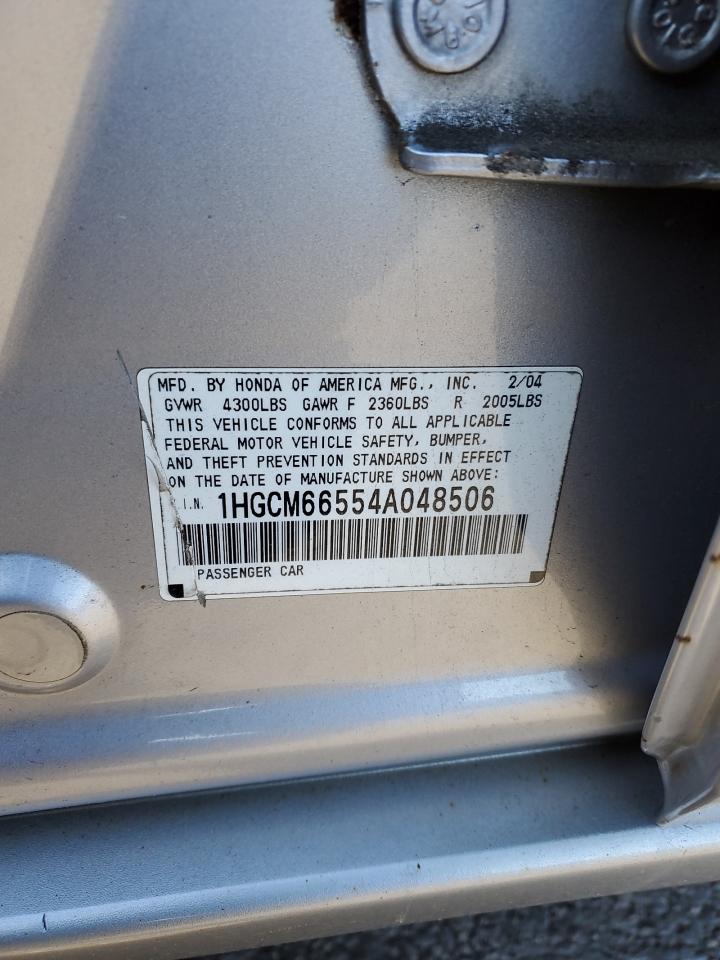 MFD. BY HONDA OF AMERICA MFG., INC. 2/04
GVWR 4300LBS GAWR F 2360LBS R 2005LBS
THIS VEHICLE CONFORMS TO ALL APPLICABLE
FEDERAL MOTOR VEHICLE SAFETY, BUMPER,
AND THEFT PREVENTION STANDARDS IN EFFECT
ON THE DATE OF MANUFACTURE SHOWN ABOVE:
I.N. 1HGCM66554A048506
PASSENGER CAR